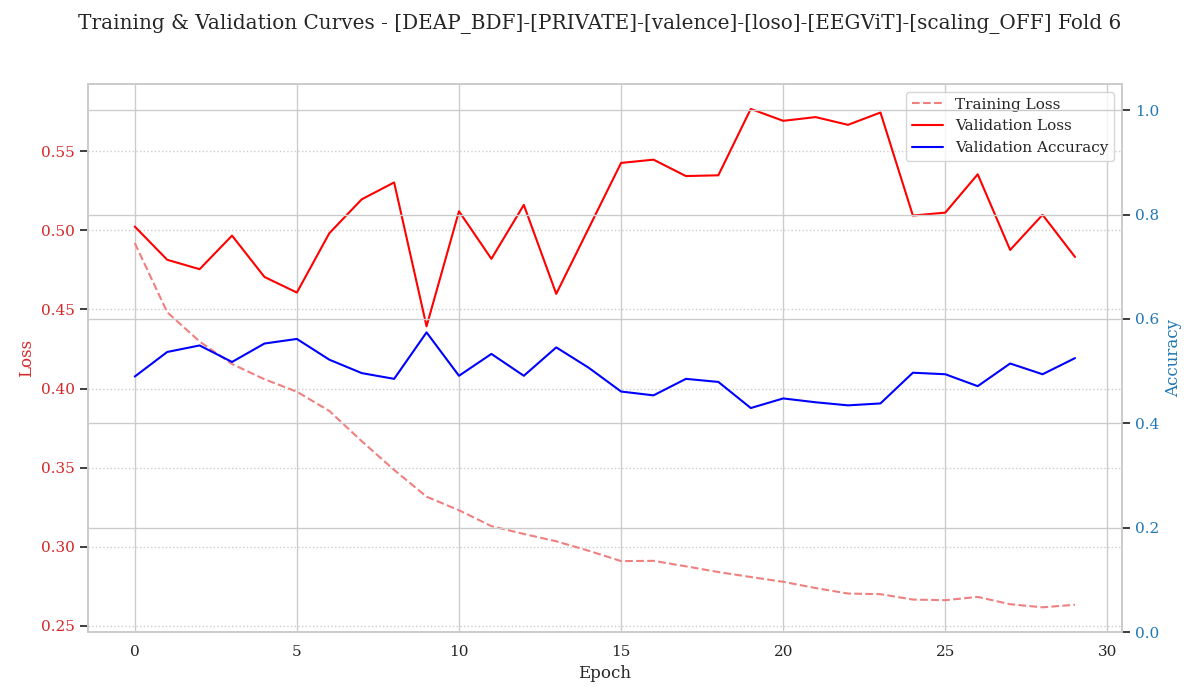 Training & Validation Curves - [DEAP_BDF]-[PRIVATE]-[valence]-[loso]-[EEGViT]-[scaling_OFF] Fold 6
Training Loss
Validation Loss
Validation Accuracy
Loss
0.55
0.50
0.45
0.40
0.35
0.30
0.25
1.0
0.8
0.6
0.4
0.2
0.0
Accuracy
0 5 10 15 20 25 30
Epoch